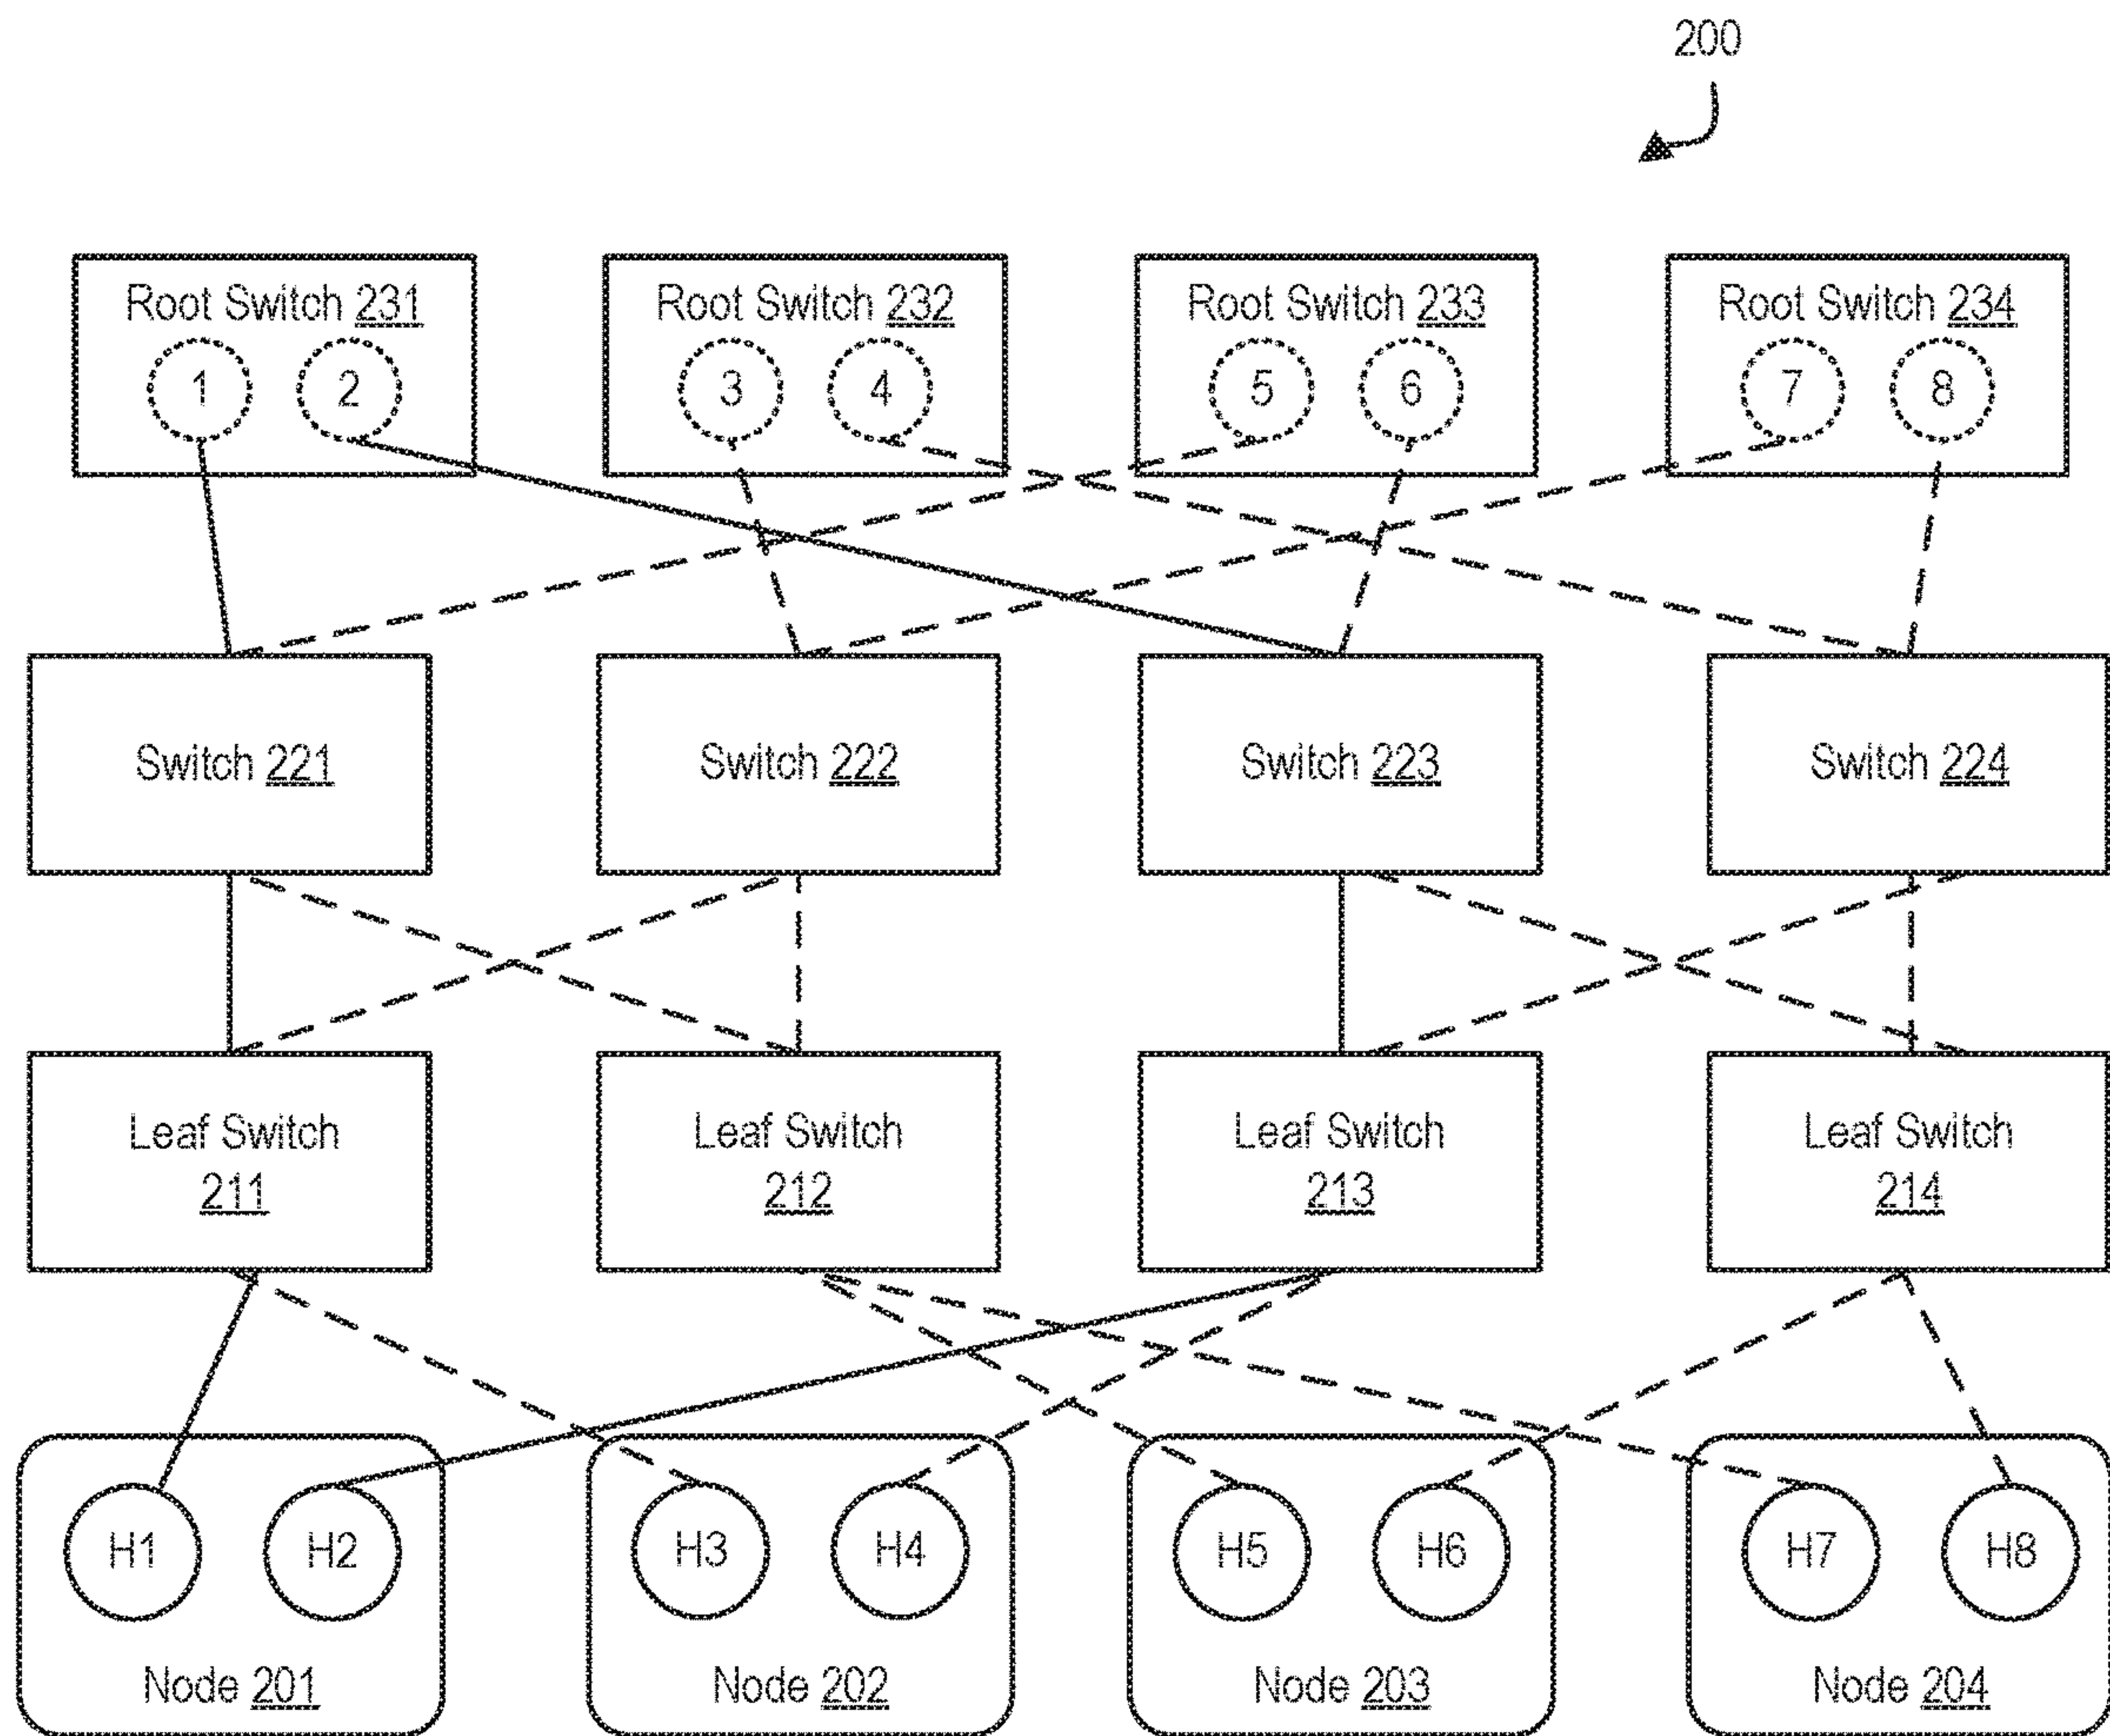 200
Root Switch 231
1 2
Root Switch 232
3 4
Root Switch 233
5 6
Root Switch 234
7 8
Switch 221
Switch 222
Switch 223
Switch 224
Leaf Switch
211
Leaf Switch
212
Leaf Switch
213
Leaf Switch
214
H1 H2
Node 201
H3 H4
Node 202
H5 H6
Node 203
H7 H8
Node 204